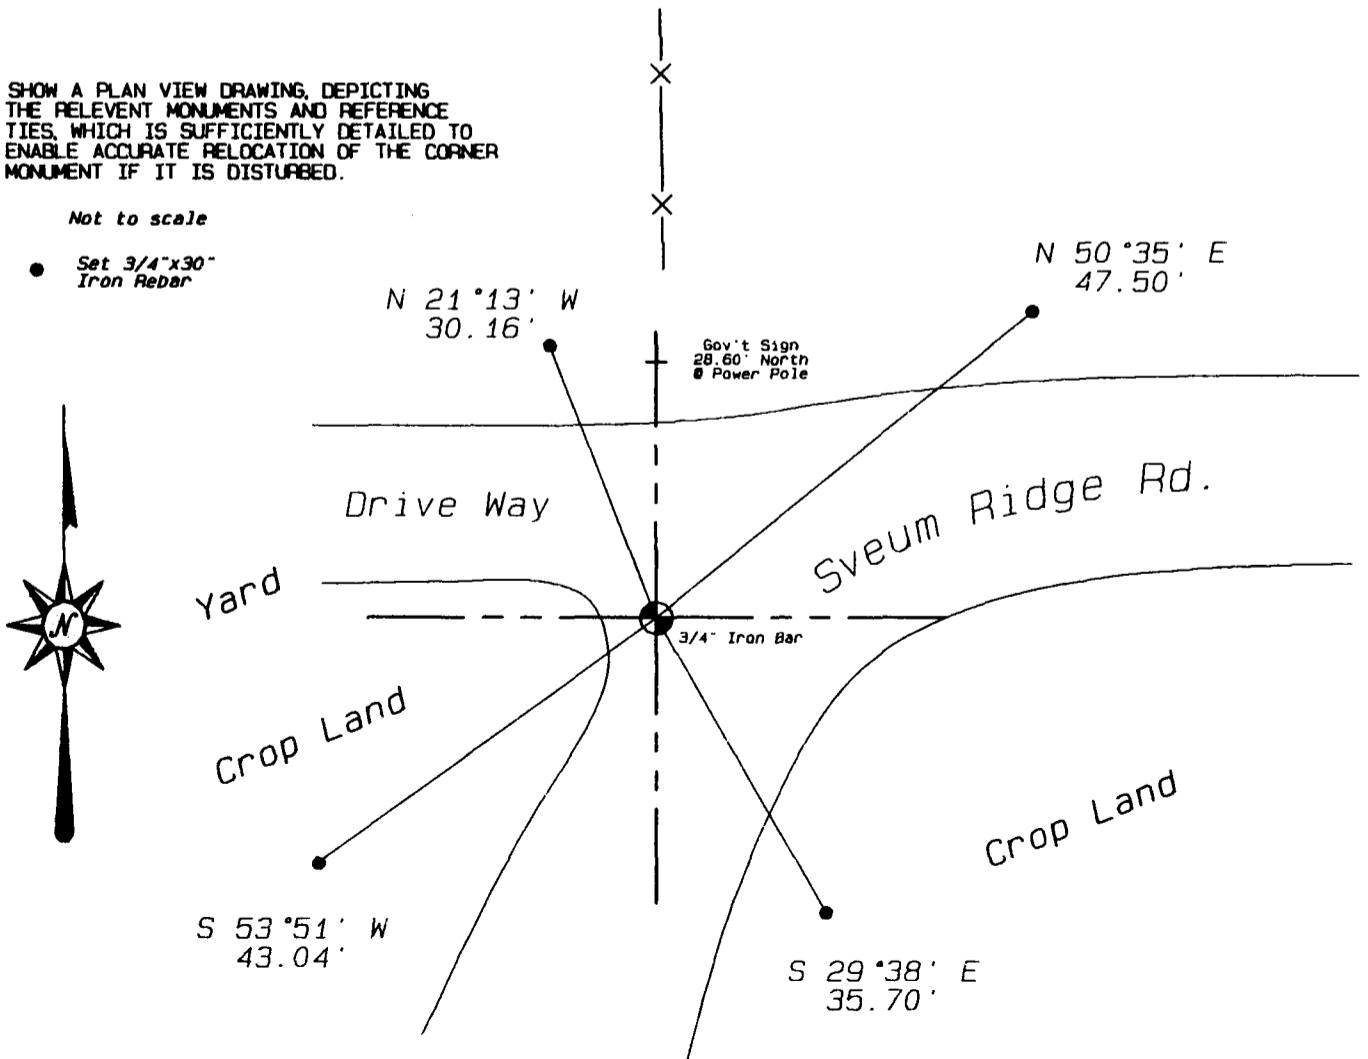 SHOW A PLAN VIEW DRAWING, DEPICTING
THE RELEVENT MONUMENTS AND REFERENCE
TIES, WHICH IS SUFFICIENTLY DETAILED TO
ENABLE ACCURATE RELOCATION OF THE CORNER
MONUMENT IF IT IS DISTURBED.
Not to scale
Set 3/4"x30"
Iron Rebar
N 21°13' W
30.16'
N 50°35' E
47.50'
Gov't Sign
28.60' North
@ Power Pole
Drive Way
Sveum Ridge Rd.
Yard
N
3/4" Iron Bar
Crop Land
Crop Land
S 53°51' W
43.04'
S 29°38' E
35.70'